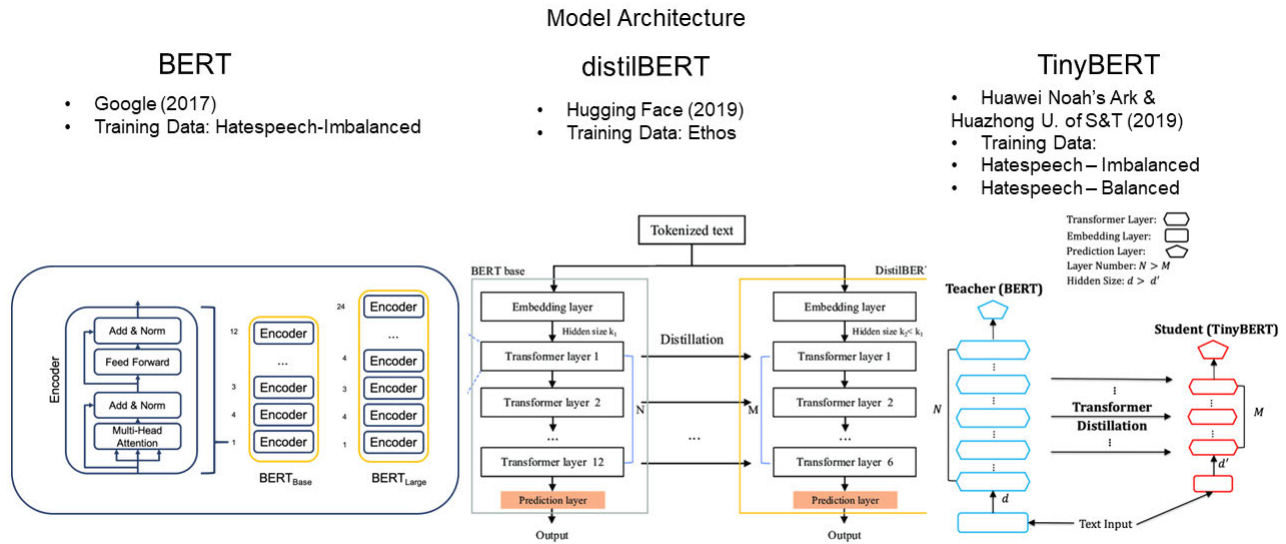 Model Architecture
BERT
• Google (2017)
• Training Data: Hatespeech-Imbalanced
distilBERT
• Hugging Face (2019)
• Training Data: Ethos
TinyBERT
• Huawei Noah's Ark &
Huazhong U. of S&T (2019)
• Training Data:
• Hatespeech – Imbalanced
• Hatespeech – Balanced
Encoder
Add & Norm
Feed Forward
Add & Norm
Multi-Head
Attention
12
Encoder
...
3
Encoder
4
Encoder
1
Encoder
BERTBase
24
Encoder
...
4
Encoder
3
Encoder
4
Encoder
1
Encoder
BERTLarge
Tokenized text
BERT base
Embedding layer
Hidden size k₁
Transformer layer 1
Transformer layer 2
...
Transformer layer 12
Prediction layer
Output
N
Distillation
...
M
DistilBERT
Embedding layer
Hidden size k₂< k₁
Transformer layer 1
Transformer layer 2
...
Transformer layer 6
Prediction layer
Output
Transformer Layer:
Embedding Layer:
Prediction Layer:
Layer Number: N > M
Hidden Size: d > d′
Teacher (BERT)
N
d
Transformer
Distillation
Student (TinyBERT)
M
d′
Text Input